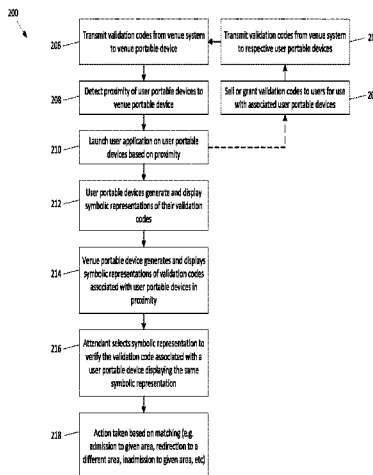 200
206
Transmit validation codes from venue system
to venue portable device
Transmit validation codes from venue system
to respective user portable devices
20
208
Detect proximity of user portable devices to
venue portable device
Sell or grant validation codes to users for use
with associated user portable devices
20
210
Launch user application on user portable
devices based on proximity
212
User portable devices generate and display
symbolic representations of their validation
codes
214
Venue portable device generates and displays
symbolic representations of validation codes
associated with user portable devices in
proximity
216
Attendant selects symbolic representation to
verify the validation code associated with a
user portable device displaying the same
symbolic representation
218
Action taken based on matching (e.g.
admission to given area, redirection to a
different area, inadmission to given area, etc)